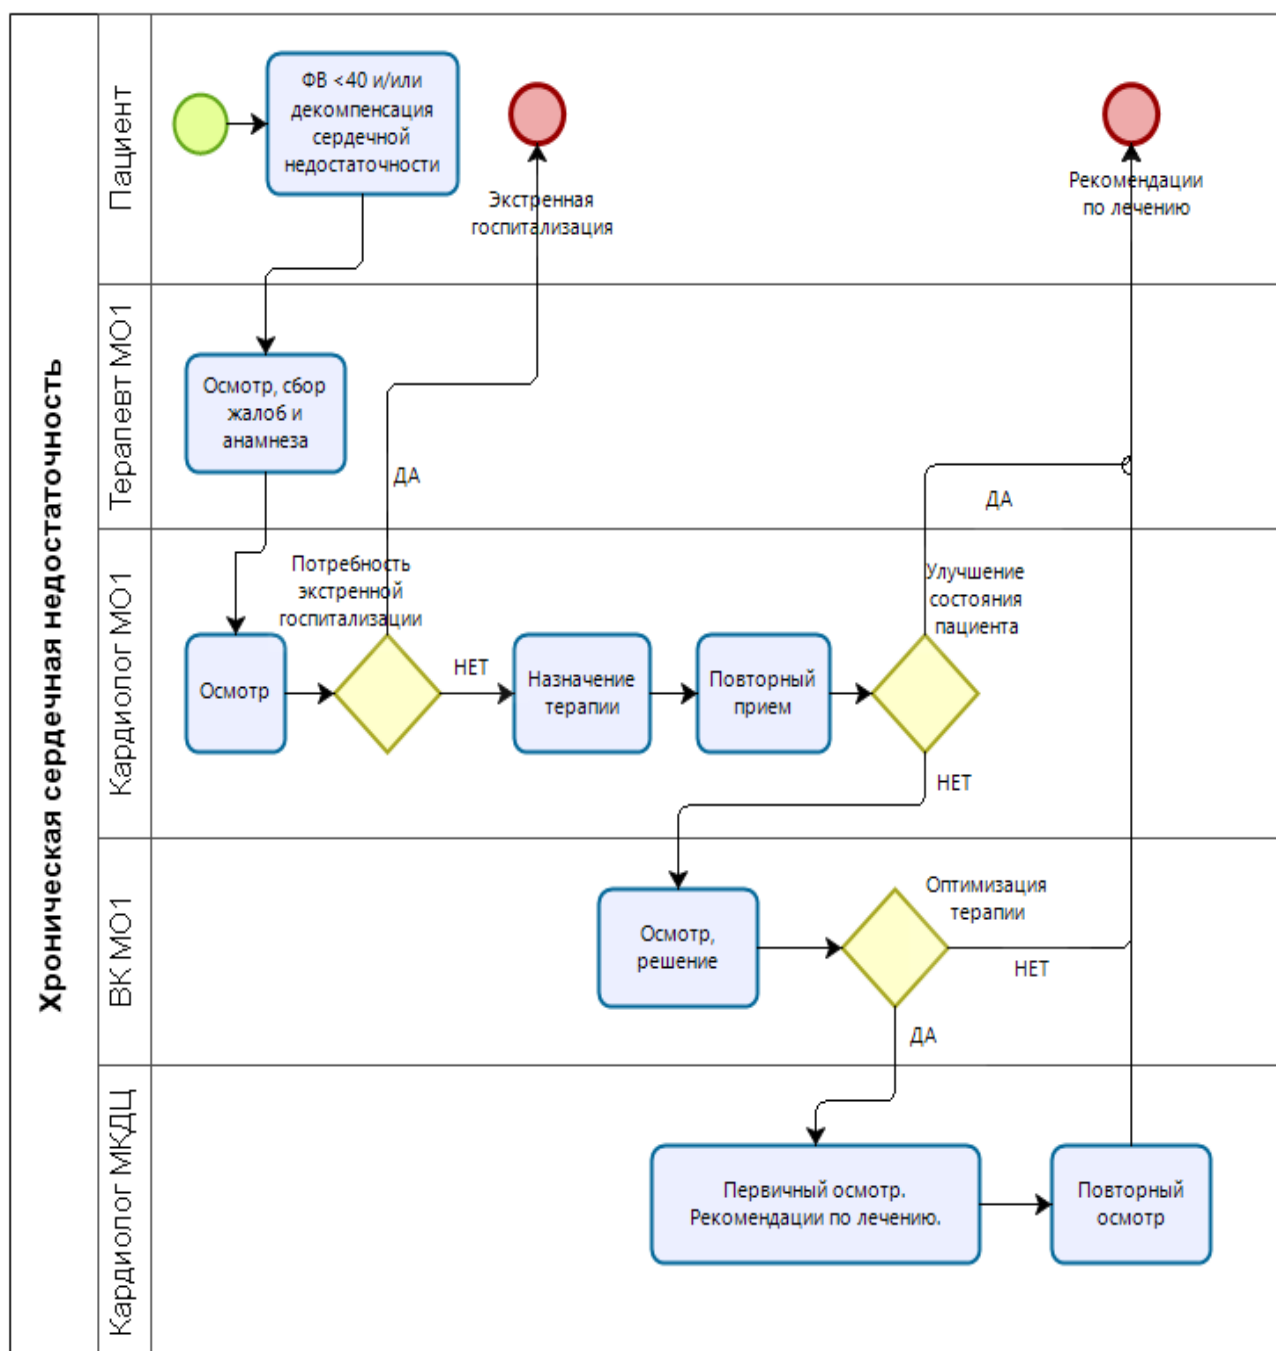 Хроническая сердечная недостаточность
Пациент
ФВ <40 и/или
декомпенсация
сердечной
недостаточности
Экстренная
госпитализация
Рекомендации
по лечению
Терапевт МО1
Осмотр, сбор
жалоб и
анамнеза
ДА
ДА
Кардиолог МО1
Потребность
экстренной
госпитализации
Улучшение
состояния
пациента
Осмотр
НЕТ
Назначение
терапии
Повторный
прием
НЕТ
ВК МО1
Осмотр,
решение
Оптимизация
терапии
НЕТ
ДА
Кардиолог МКДЦ
Первичный осмотр.
Рекомендации по лечению.
Повторный
осмотр